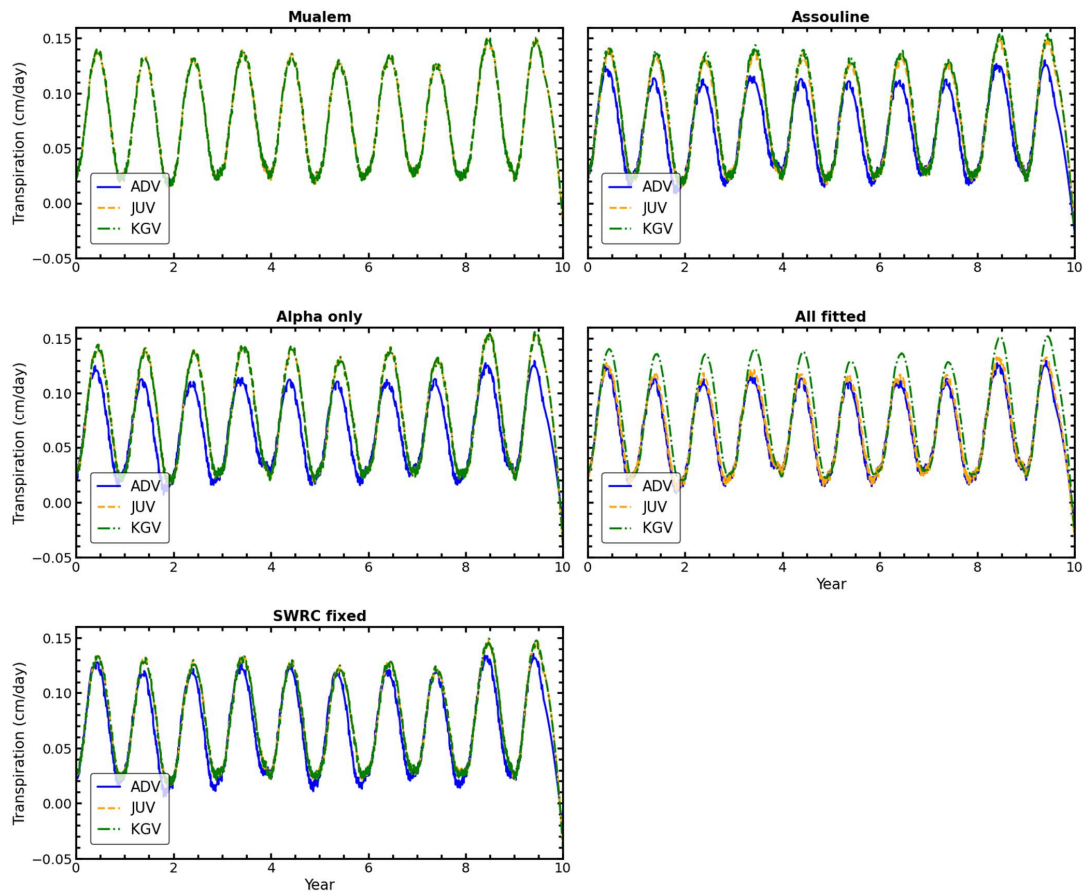 Mualem
Transpiration (cm/day)
0.15
0.10
0.05
0.00
−0.05
ADV
JUV
KGV
0 2 4 6 8 10
Assouline
ADV
JUV
KGV
0 2 4 6 8 10
Alpha only
Transpiration (cm/day)
0.15
0.10
0.05
0.00
−0.05
ADV
JUV
KGV
0 2 4 6 8 10
All fitted
ADV
JUV
KGV
0 2 4 6 8 10
Year
SWRC fixed
Transpiration (cm/day)
0.15
0.10
0.05
0.00
−0.05
ADV
JUV
KGV
0 2 4 6 8 10
Year